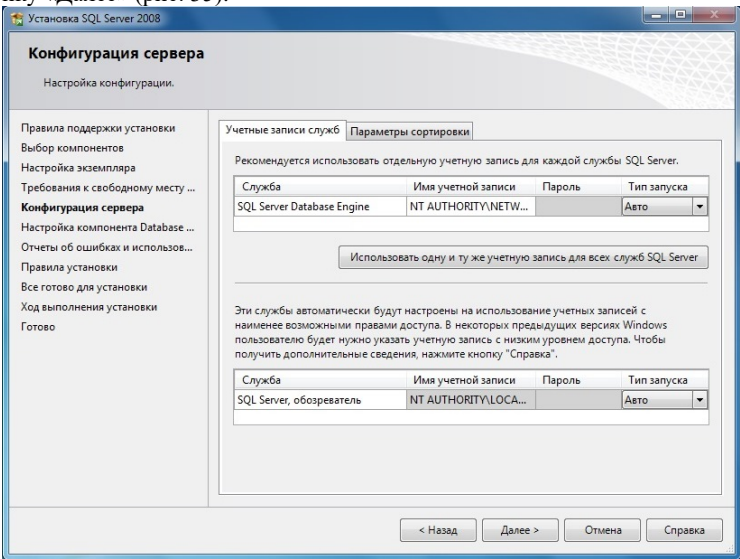 Установка SQL Server 2008
Конфигурация сервера
Настройка конфигурации.
Правила поддержки установки
Выбор компонентов
Настройка экземпляра
Требования к свободному месту ...
Конфигурация сервера
Настройка компонента Database ...
Отчеты об ошибках и использов...
Правила установки
Все готово для установки
Ход выполнения установки
Готово
Учетные записи служб Параметры сортировки
Рекомендуется использовать отдельную учетную запись для каждой службы SQL Server.
Служба Имя учетной записи Пароль Тип запуска
SQL Server Database Engine NT AUTHORITY\NETW... Авто
Использовать одну и ту же учетную запись для всех служб SQL Server
Эти службы автоматически будут настроены на использование учетных записей с
наименее возможными правами доступа. В некоторых предыдущих версиях Windows
пользователю будет нужно указать учетную запись с низким уровнем доступа. Чтобы
получить дополнительные сведения, нажмите кнопку "Справка".
Служба Имя учетной записи Пароль Тип запуска
SQL Server, обозреватель NT AUTHORITY\LOCA... Авто
< Назад Далее > Отмена Справка